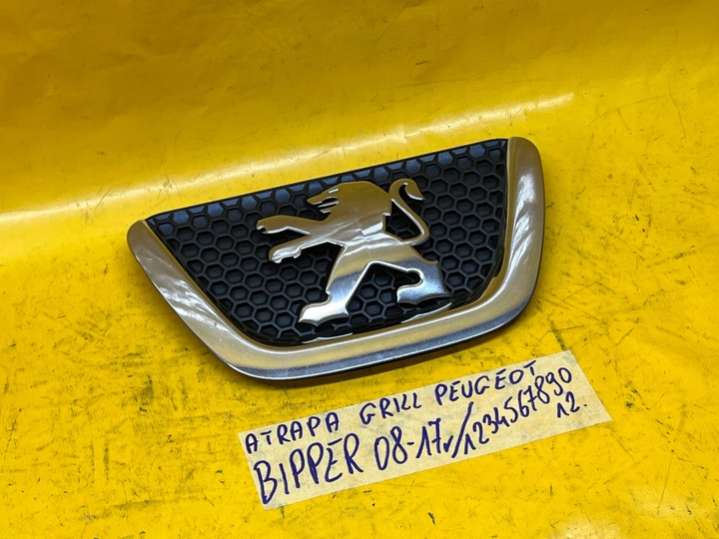 ATRAPA GRILL PEUGEOT
BIPPER 08-17r/1234567890
12.